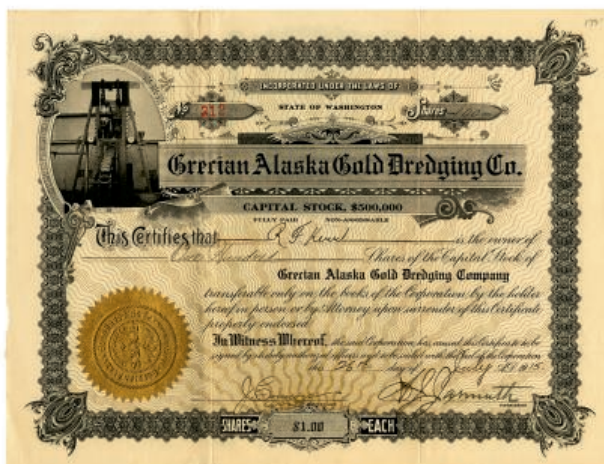 INCORPORATED UNDER THE LAWS OF
STATE OF WASHINGTON
No 212 Shares
Grecian Alaska Gold Dredging Co.
CAPITAL STOCK, $500,000
FULLY PAID NON-ASSESSABLE
This Certifies that R F is the owner of
One Hundred Shares of the Capital Stock of
Grecian Alaska Gold Dredging Company
transferable only on the books of the Corporation by the holder
hereof in person or by Attorney upon surrender of this Certificate
properly endorsed
In Witness Whereof, the said Corporation has caused this Certificate to be
signed by its duly authorized officers and to be sealed with the Seal of the Corporation
this 26th day of July A.D. 1915.
PRESIDENT
SHARES $1.00 EACH